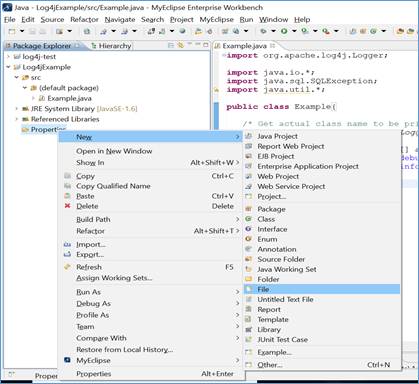 Java - Log4jExample/src/Example.java - MyEclipse Enterprise Workbench
File Edit Source Refactor Navigate Search Project MyEclipse Run Window Help
Package Explorer Hierarchy
log4j-test
Log4jExample
src
(default package)
Example.java
JRE System Library [JavaSE-1.6]
Referenced Libraries
Properties
Example.java
import org.apache.log4j.Logger;
import java.io.*;
import java.sql.SQLException;
import java.util.*;
public class Example{
/* Get actual class name to be pri
New
Open in New Window
Show In Alt+Shift+W
Copy Ctrl+C
Copy Qualified Name
Paste Ctrl+V
Delete Delete
Build Path
Refactor Alt+Shift+T
Import...
Export...
Refresh F5
Assign Working Sets...
Run As
Debug As
Profile As
Team
Compare With
Restore from Local History...
MyEclipse
Properties Alt+Enter
Java Project
Report Web Project
EJB Project
Enterprise Application Project
Web Project
Web Service Project
Project...
Package
Class
Interface
Enum
Annotation
Source Folder
Java Working Set
Folder
File
Untitled Text File
Report
Template
Library
JUnit Test Case
Example...
Other... Ctrl+N